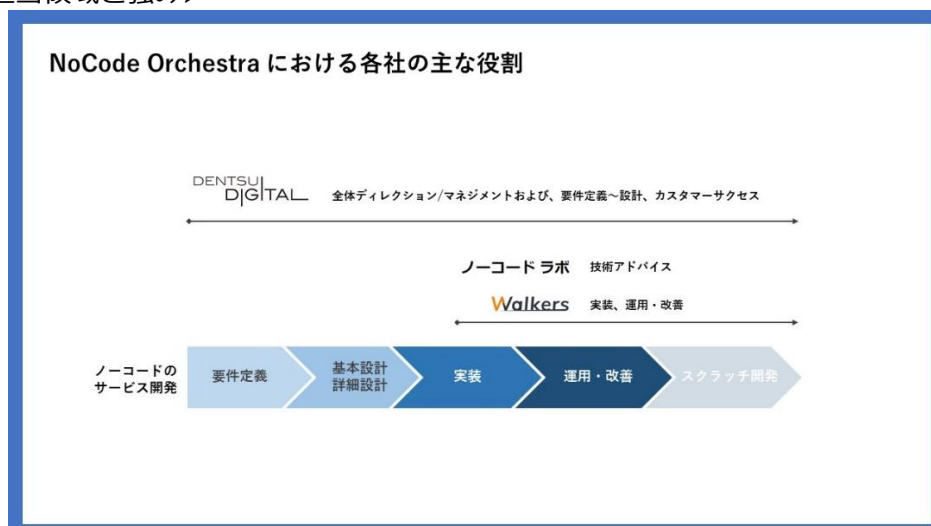 NoCode Orchestra における各社の主な役割
DENTSU
DIGITAL
全体ディレクション/マネジメントおよび、要件定義～設計、カスタマーサクセス
ノーコード ラボ 技術アドバイス
Walkers 実装、運用・改善
ノーコードの
サービス開発
要件定義
基本設計
詳細設計
実装
運用・改善
スクラッチ開発